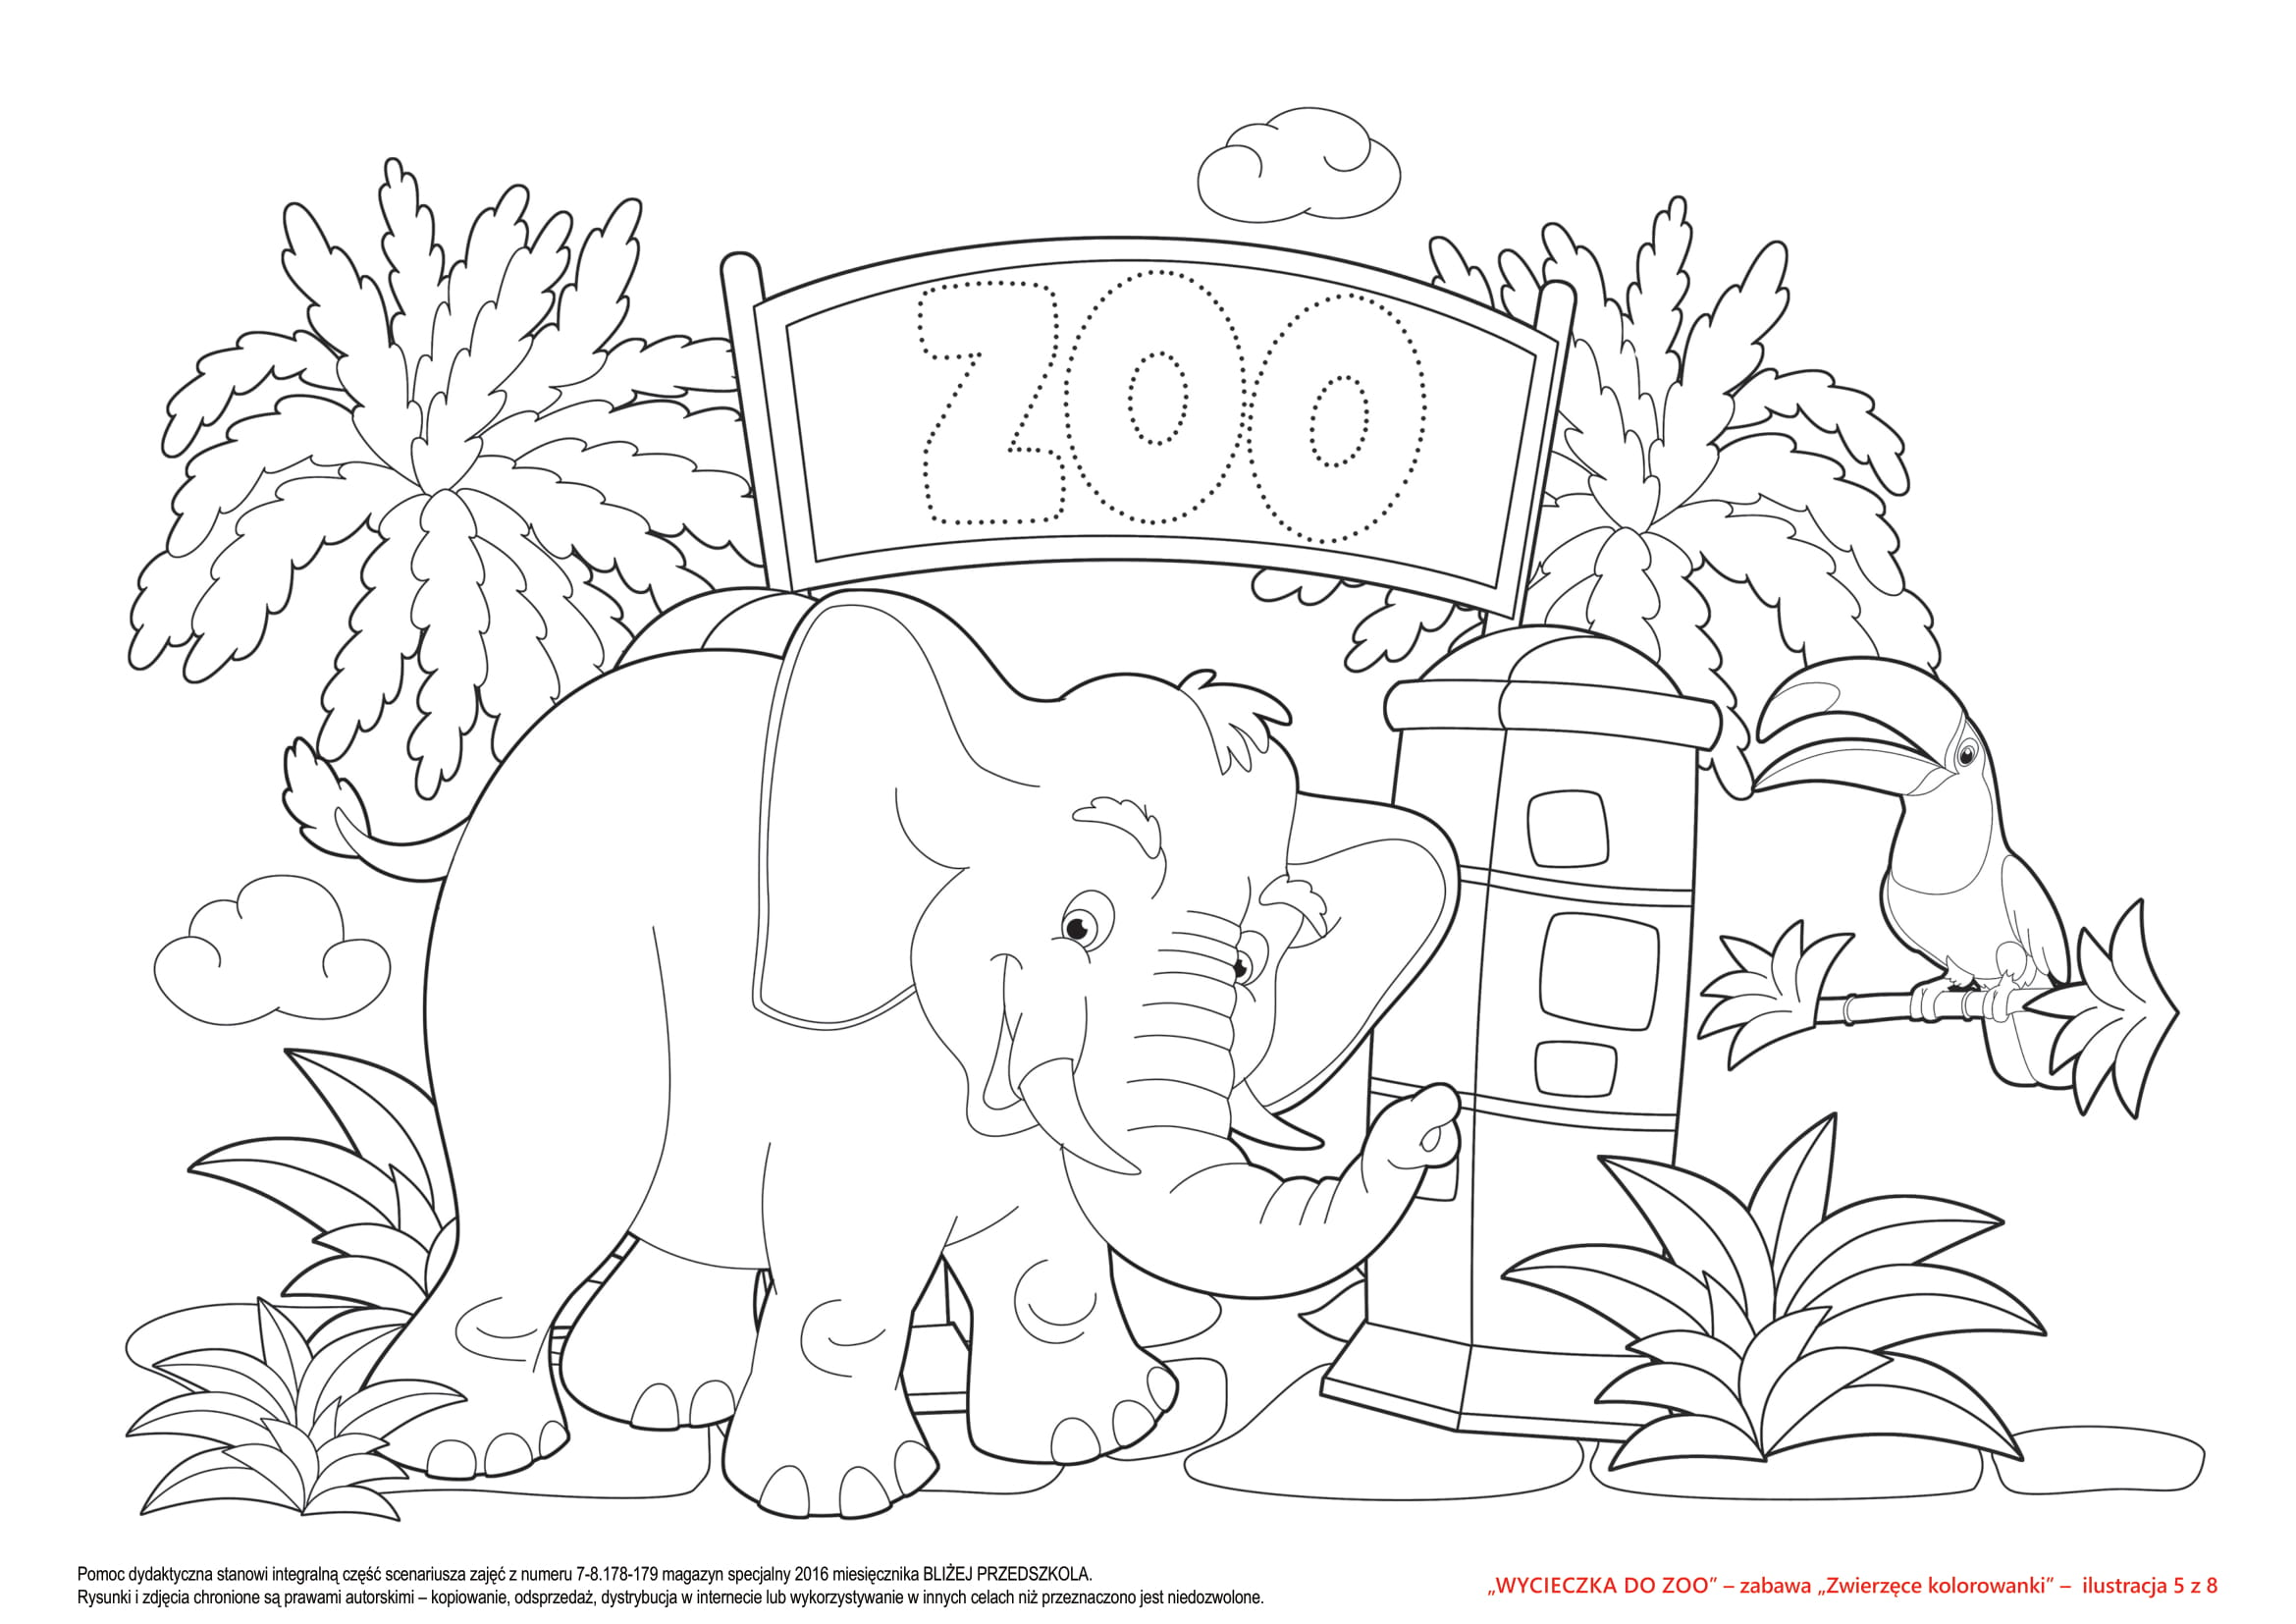 ZOO
Pomoc dydaktyczna stanowi integralną część scenariusza zajęć z numeru 7-8.178-179 magazyn specjalny 2016 miesięcznika BLIŻEJ PRZEDSZKOLA.
Rysunki i zdjęcia chronione są prawami autorskimi – kopiowanie, odsprzedaż, dystrybucja w internecie lub wykorzystywanie w innych celach niż przeznaczono jest niedozwolone.
„WYCIECZKA DO ZOO” – zabawa „Zwierzęce kolorowanki” – ilustracja 5 z 8